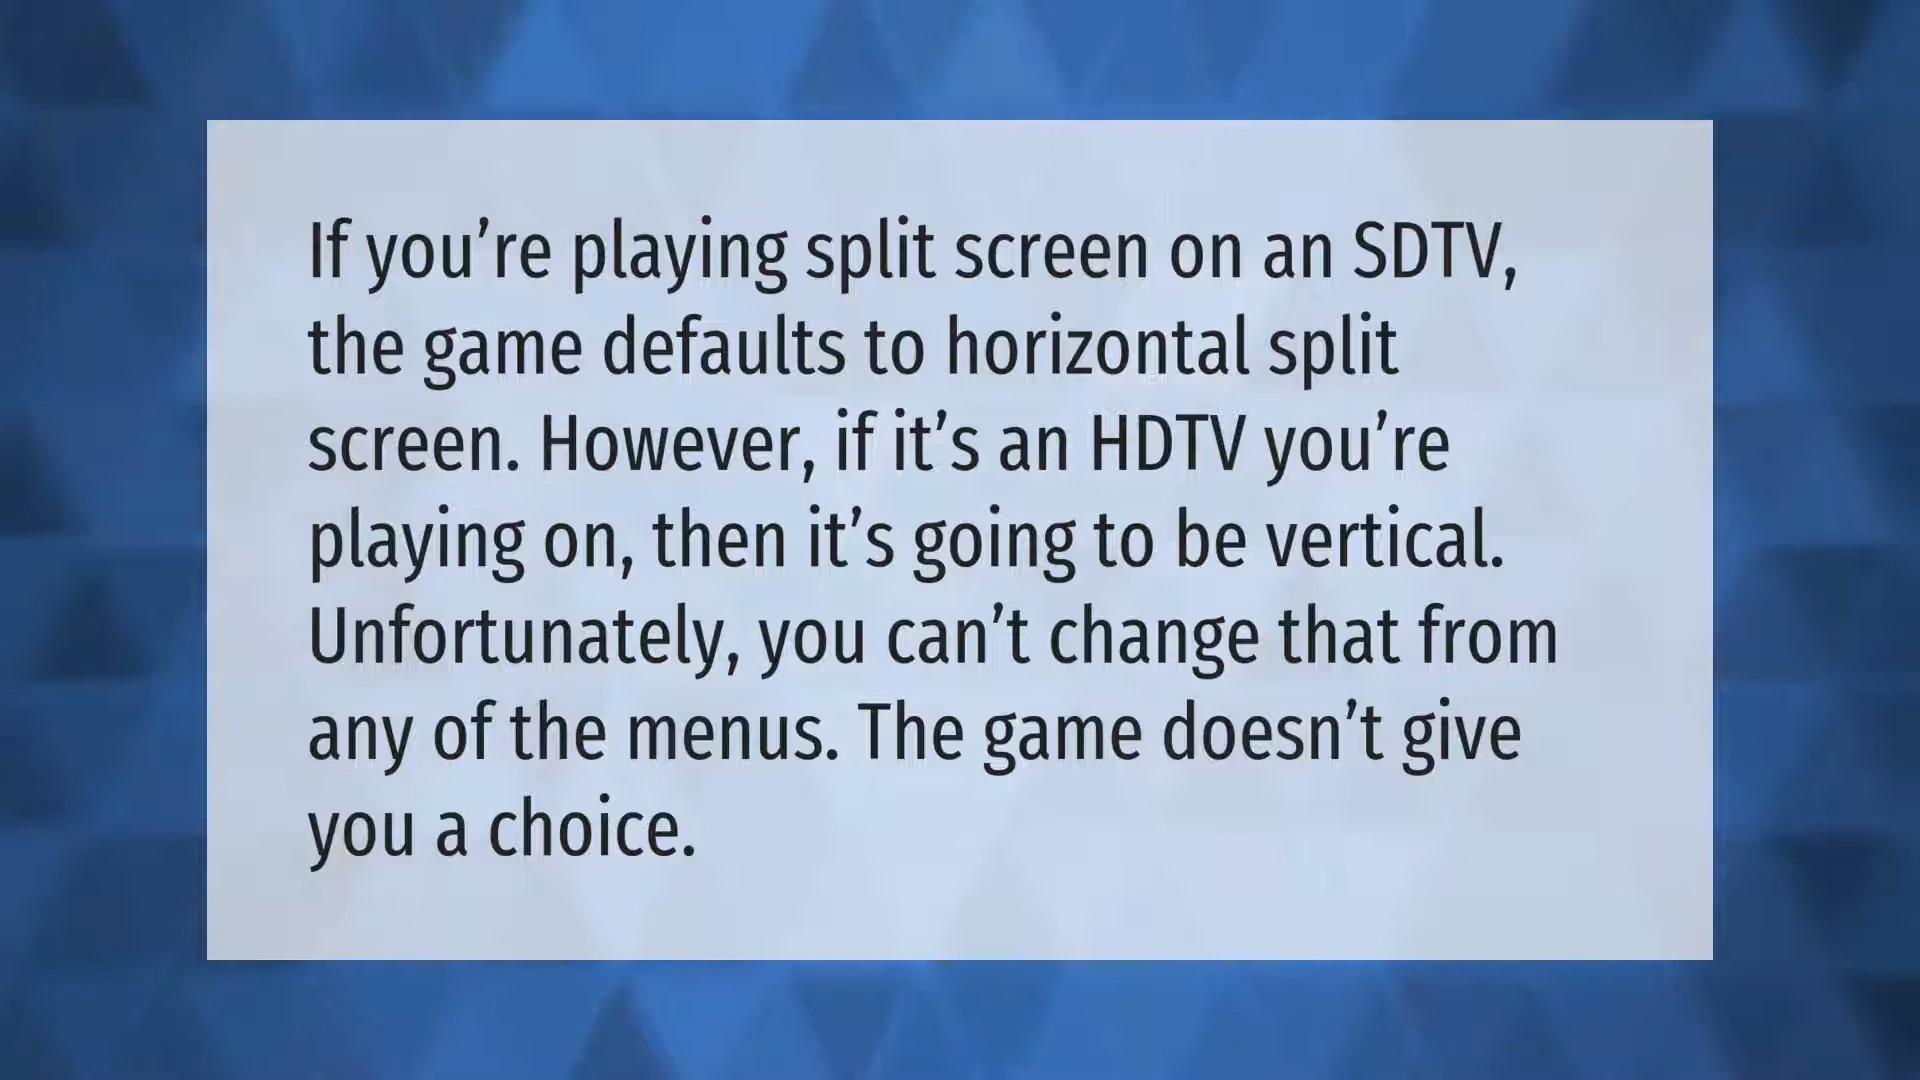 If you’re playing split screen on an SDTV,
the game defaults to horizontal split
screen. However, if it’s an HDTV you’re
playing on, then it’s going to be vertical.
Unfortunately, you can’t change that from
any of the menus. The game doesn’t give
you a choice.